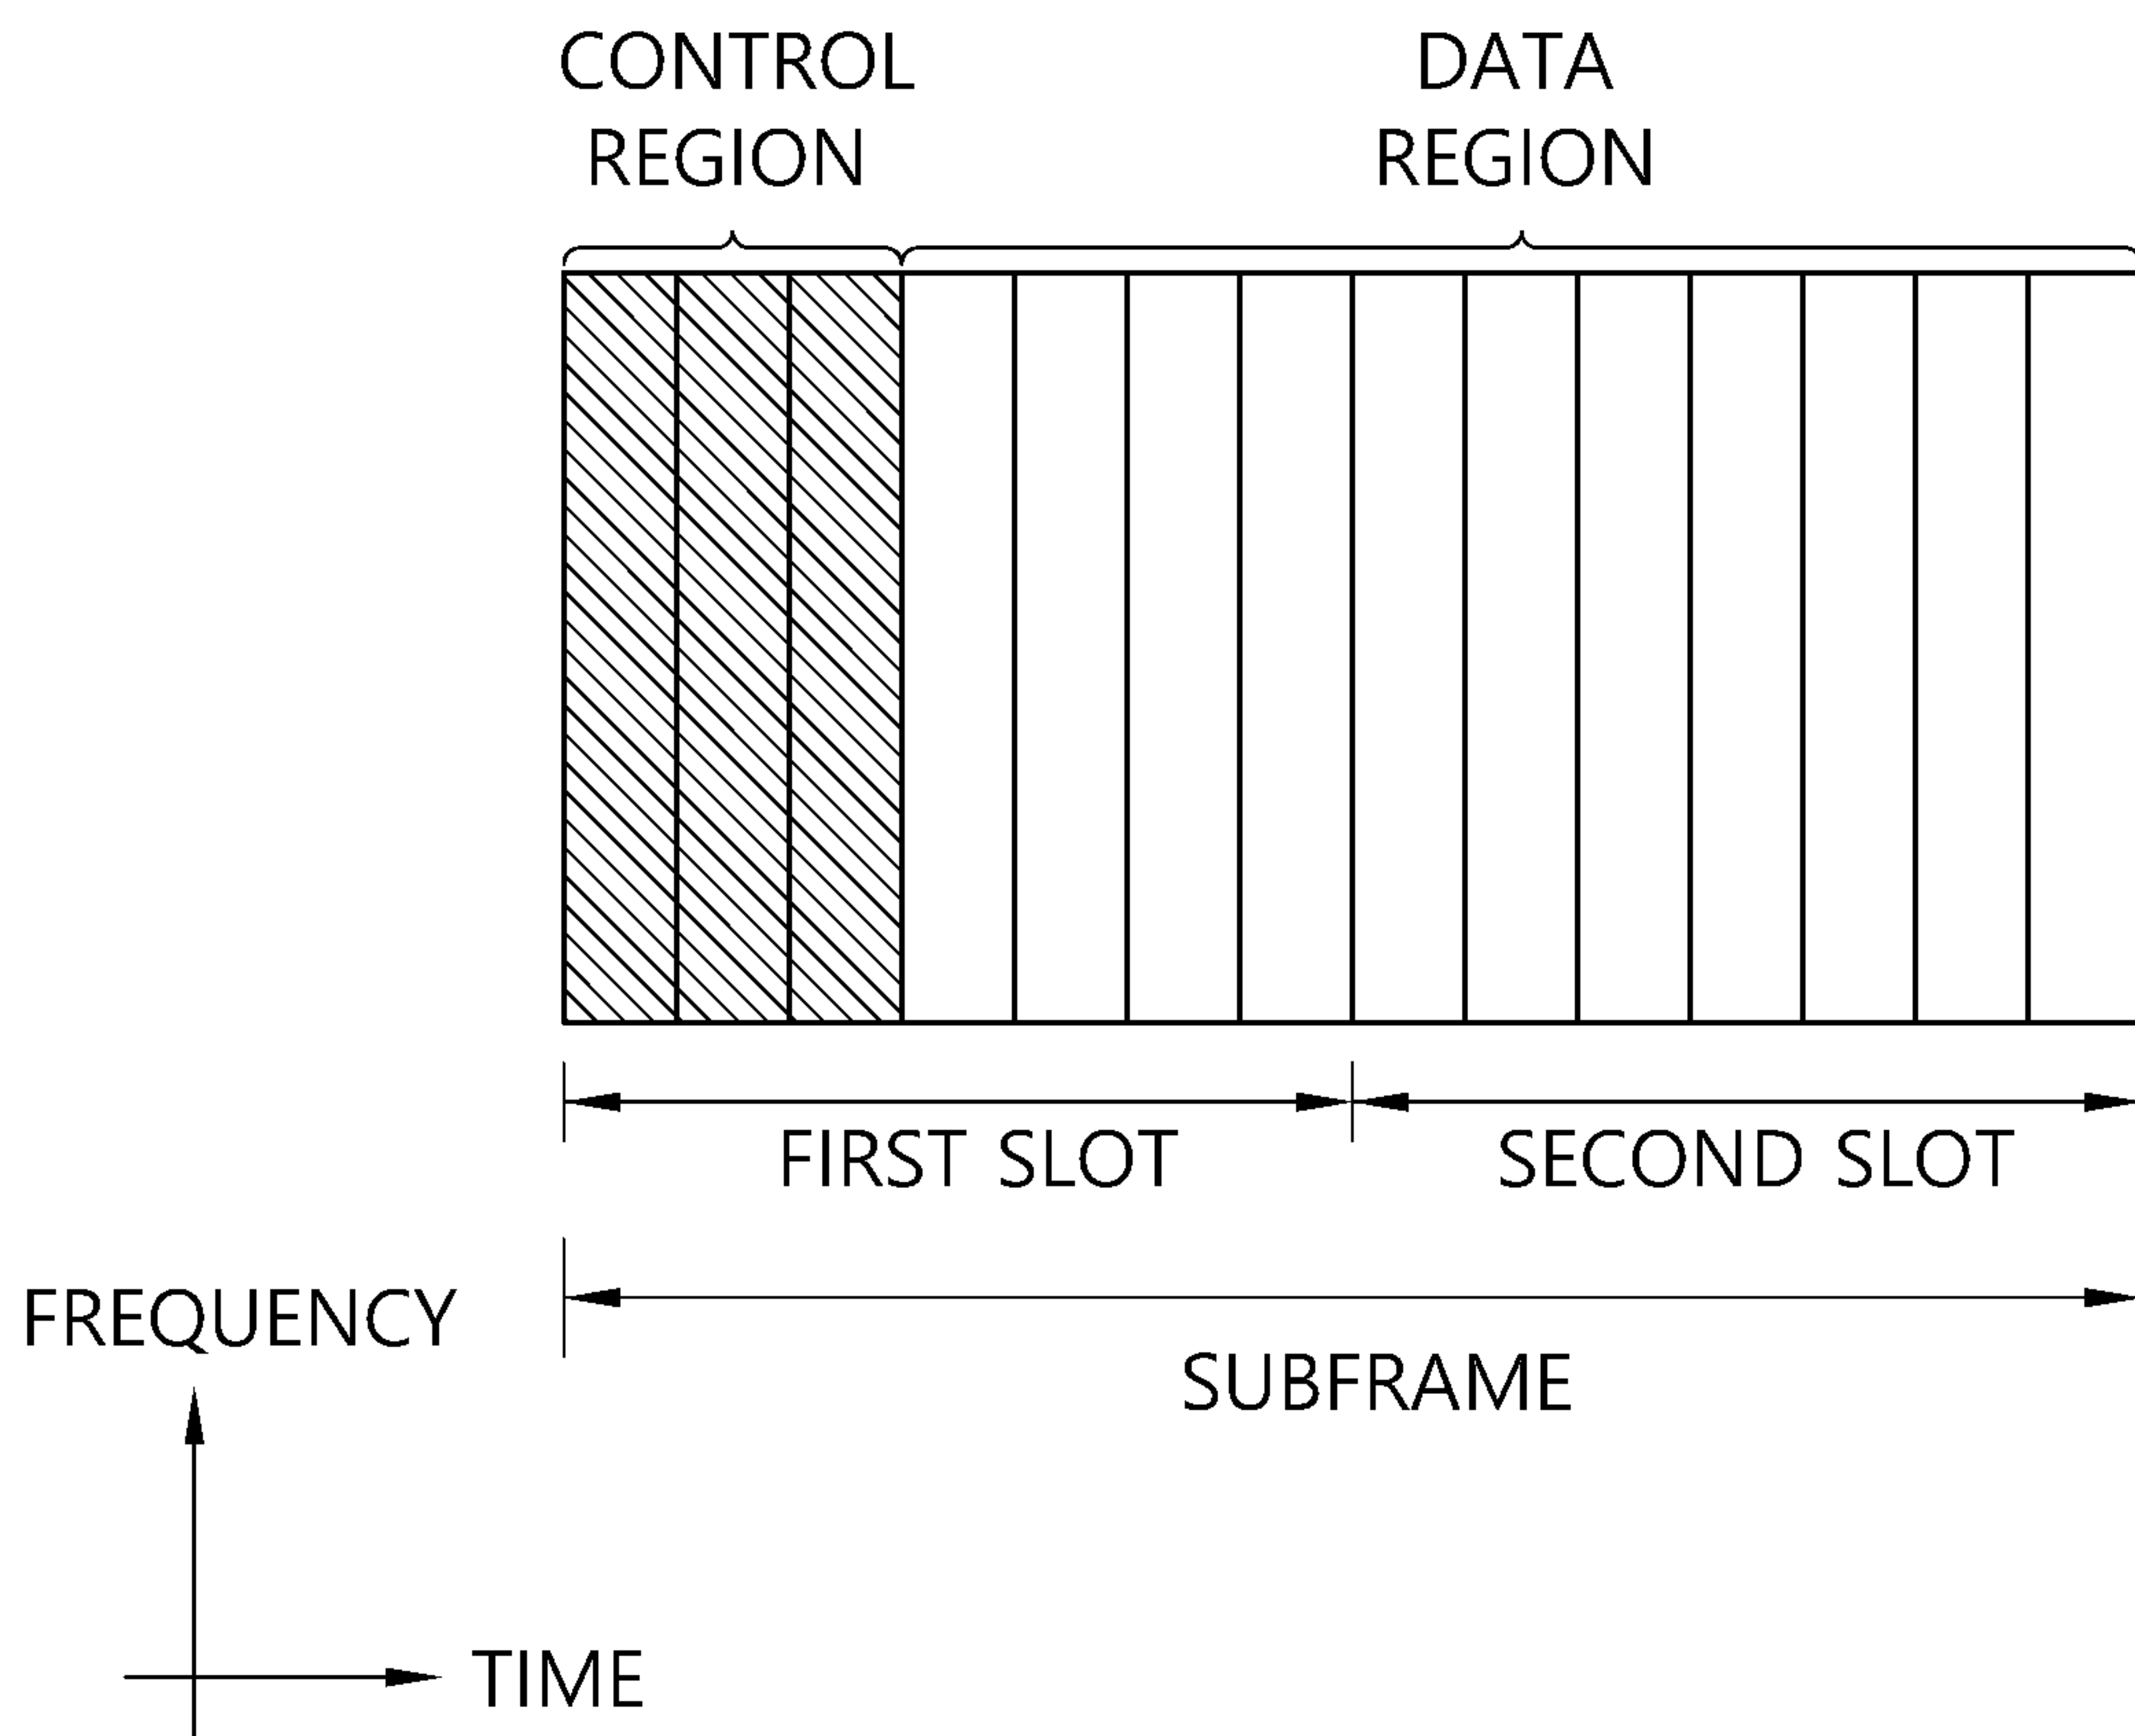 CONTROL
REGION
DATA
REGION
FIRST SLOT
SECOND SLOT
SUBFRAME
FREQUENCY
TIME